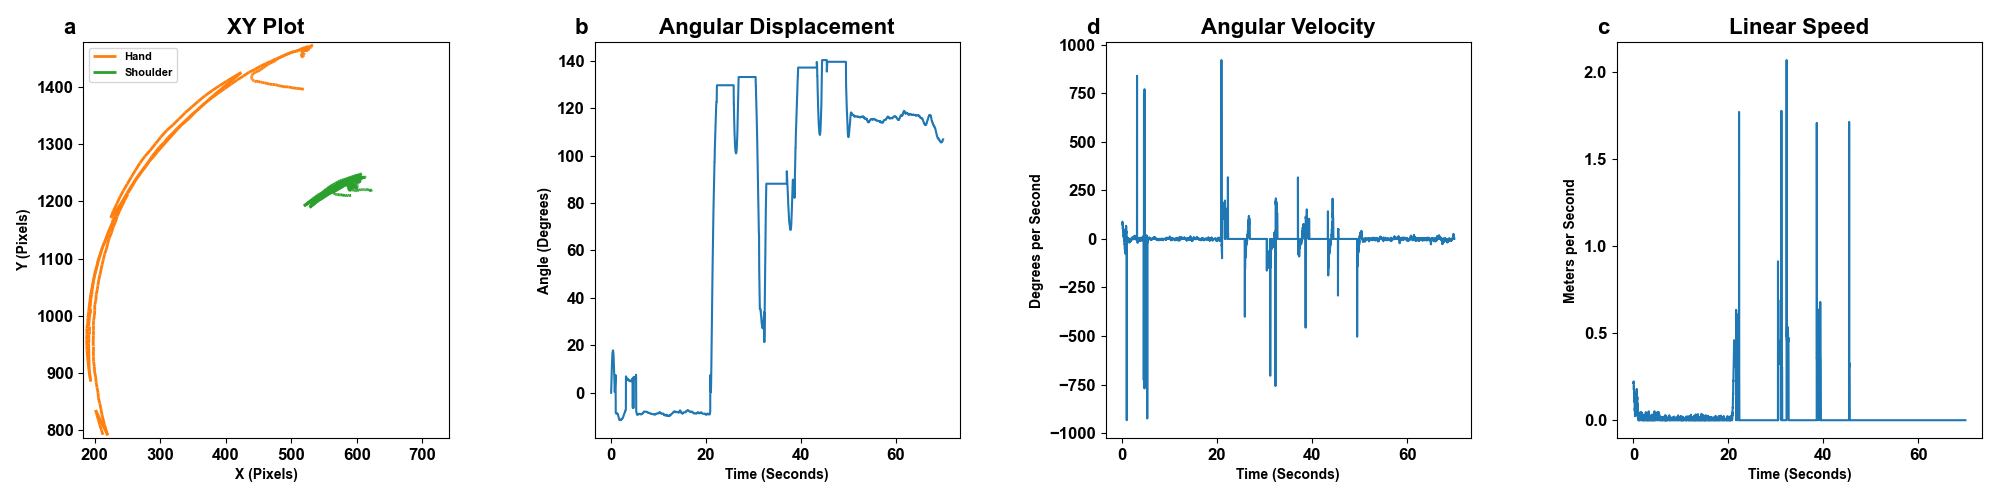 a
XY Plot
Hand
Shoulder
1400
1300
1200
1100
1000
900
800
Y (Pixels)
200 300 400 500 600 700
X (Pixels)
b
Angular Displacement
140
120
100
80
60
40
20
0
Angle (Degrees)
0 20 40 60
Time (Seconds)
d
Angular Velocity
1000
750
500
250
0
−250
−500
−750
−1000
Degrees per Second
0 20 40 60
Time (Seconds)
c
Linear Speed
2.0
1.5
1.0
0.5
0.0
Meters per Second
0 20 40 60
Time (Seconds)